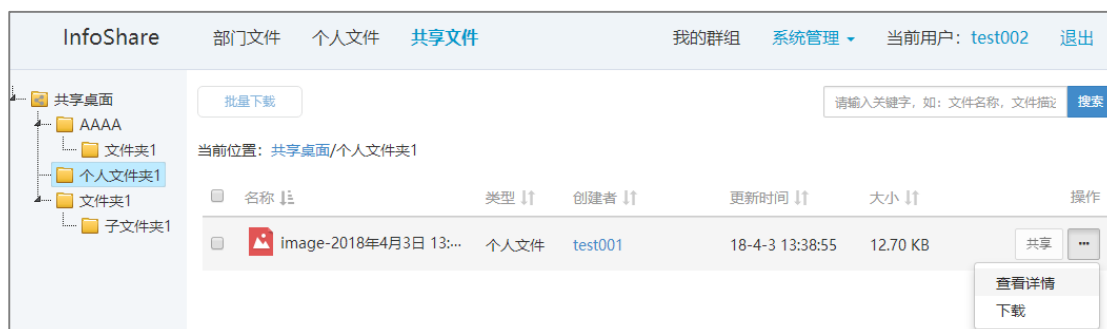 InfoShare 部门文件 个人文件 共享文件 我的群组 系统管理 当前用户：test002 退出
共享桌面
AAAA
文件夹1
个人文件夹1
文件夹1
子文件夹1
批量下载 请输入关键字，如：文件名称，文件描述 搜索
当前位置：共享桌面/个人文件夹1
名称 类型 创建者 更新时间 大小 操作
image-2018年4月3日 13:... 个人文件 test001 18-4-3 13:38:55 12.70 KB 共享 ...
查看详情
下载